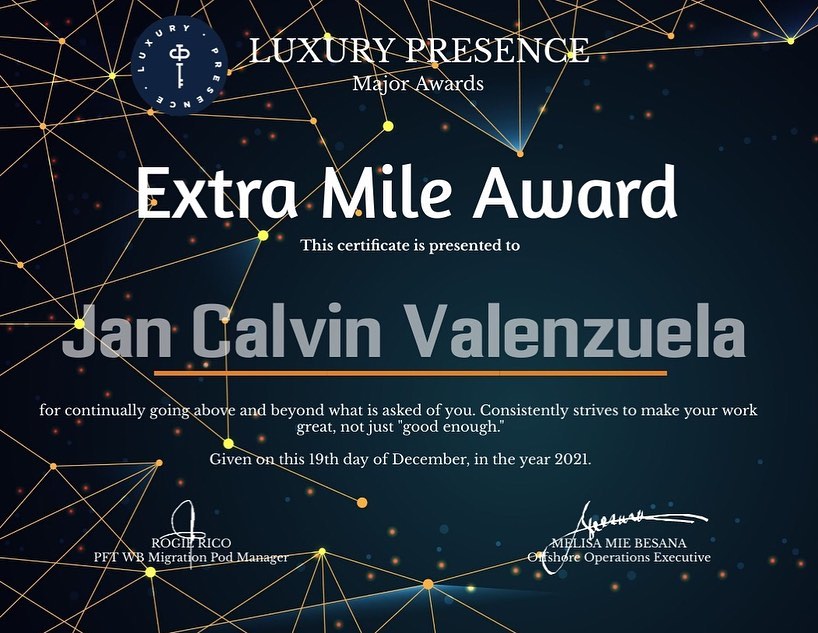 LUXURY PRESENCE
LUXURY PRESENCE
Major Awards
Extra Mile Award
This certificate is presented to
Jan Calvin Valenzuela
for continually going above and beyond what is asked of you. Consistently strives to make your work
great, not just "good enough."
Given on this 19th day of December, in the year 2021.
ROGIE RICO
PFT WB Migration Pod Manager
MELISA MIE BESANA
Offshore Operations Executive